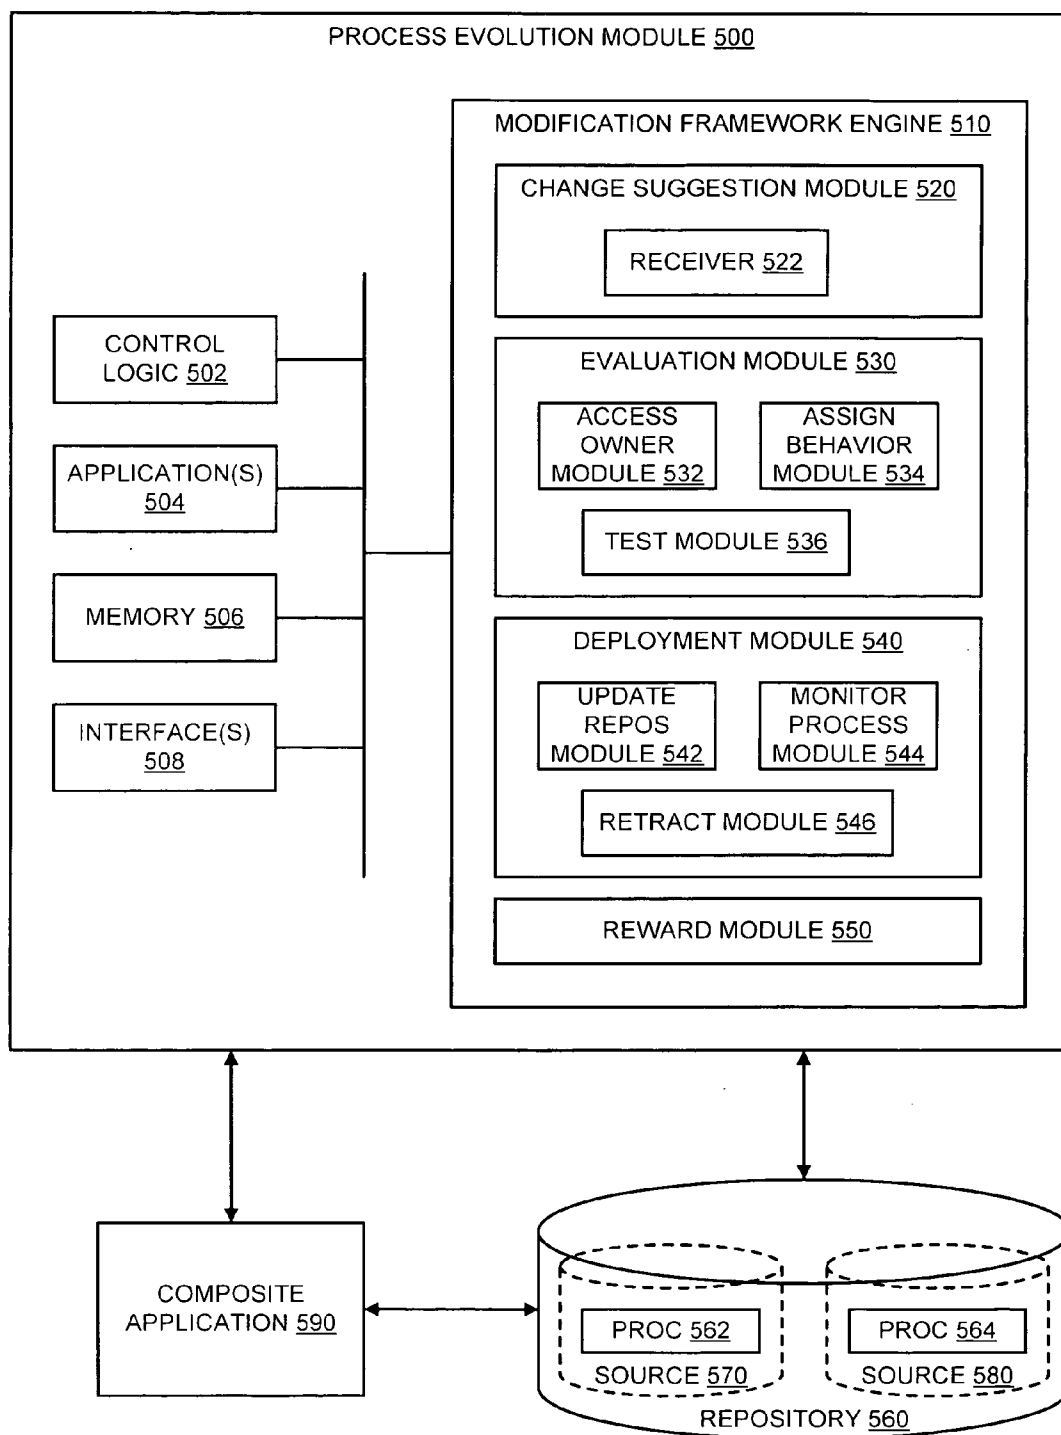 PROCESS EVOLUTION MODULE 500
MODIFICATION FRAMEWORK ENGINE 510
CHANGE SUGGESTION MODULE 520
RECEIVER 522
CONTROL
LOGIC 502
APPLICATION(S)
504
MEMORY 506
INTERFACE(S)
508
EVALUATION MODULE 530
ACCESS
OWNER
MODULE 532
ASSIGN
BEHAVIOR
MODULE 534
TEST MODULE 536
DEPLOYMENT MODULE 540
UPDATE
REPOS
MODULE 542
MONITOR
PROCESS
MODULE 544
RETRACT MODULE 546
REWARD MODULE 550
COMPOSITE
APPLICATION 590
PROC 562
SOURCE 570
PROC 564
SOURCE 580
REPOSITORY 560